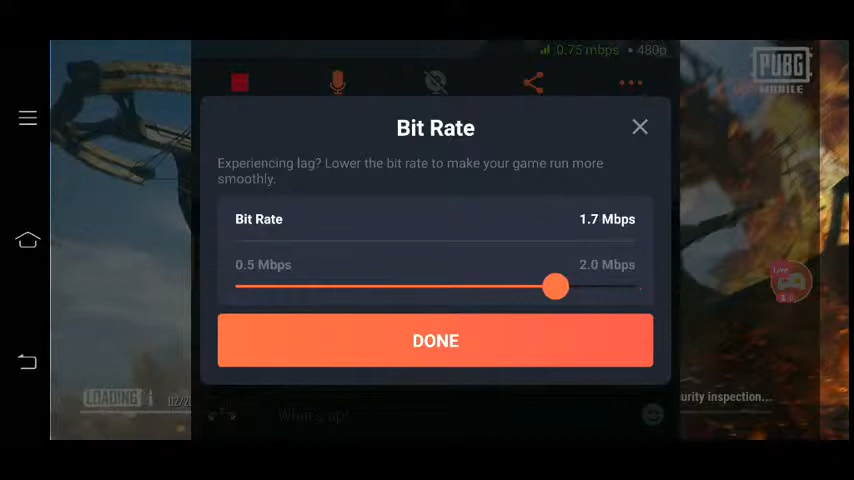 0.75 mbps • 480p
PUBG
MOBILE
Bit Rate
Experiencing lag? Lower the bit rate to make your game run more
smoothly.
Bit Rate 1.7 Mbps
0.5 Mbps 2.0 Mbps
DONE
LOADING
urity inspection...
What's up!
Live